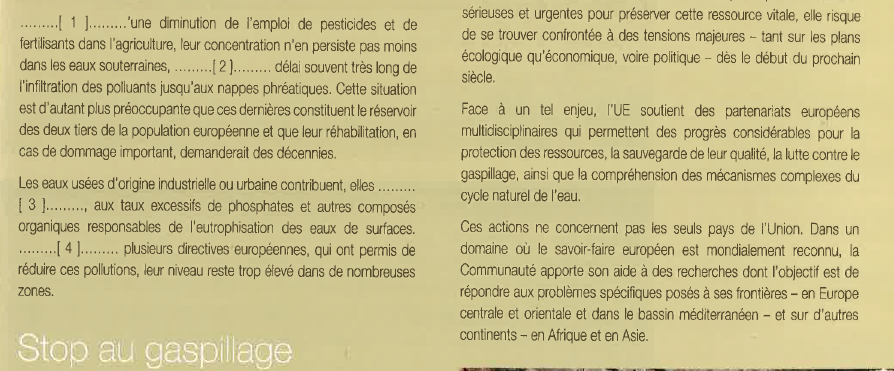 .........[ 1 ].........'une diminution de l'emploi de pesticides et de
fertilisants dans l'agriculture, leur concentration n'en persiste pas moins
dans les eaux souterraines, .........[ 2 ]......... délai souvent très long de
l'infiltration des polluants jusqu'aux nappes phréatiques. Cette situation
est d'autant plus préoccupante que ces dernières constituent le réservoir
des deux tiers de la population européenne et que leur réhabilitation, en
cas de dommage important, demanderait des décennies.
Les eaux usées d'origine industrielle ou urbaine contribuent, elles .........
[ 3 ]........., aux taux excessifs de phosphates et autres composés
organiques responsables de l'eutrophisation des eaux de surfaces.
.........[ 4 ]......... plusieurs directives européennes, qui ont permis de
réduire ces pollutions, leur niveau reste trop élevé dans de nombreuses
zones.
Stop au gaspillage
sérieuses et urgentes pour préserver cette ressource vitale, elle risque
de se trouver confrontée à des tensions majeures – tant sur les plans
écologique qu'économique, voire politique – dès le début du prochain
siècle.
Face à un tel enjeu, l'UE soutient des partenariats européens
multidisciplinaires qui permettent des progrès considérables pour la
protection des ressources, la sauvegarde de leur qualité, la lutte contre le
gaspillage, ainsi que la compréhension des mécanismes complexes du
cycle naturel de l'eau.
Ces actions ne concernent pas les seuls pays de l'Union. Dans un
domaine où le savoir-faire européen est mondialement reconnu, la
Communauté apporte son aide à des recherches dont l'objectif est de
répondre aux problèmes spécifiques posés à ses frontières – en Europe
centrale et orientale et dans le bassin méditerranéen – et sur d'autres
continents – en Afrique et en Asie.